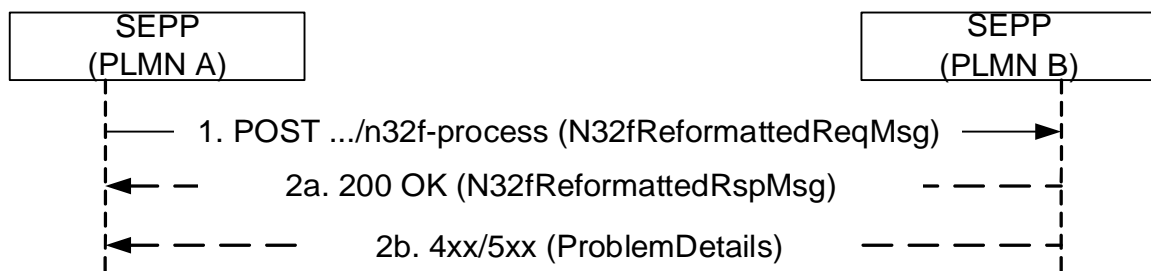 SEPP
(PLMN A)
SEPP
(PLMN B)
1. POST .../n32f-process (N32fReformattedReqMsg)
2a. 200 OK (N32fReformattedRspMsg)
2b. 4xx/5xx (ProblemDetails)